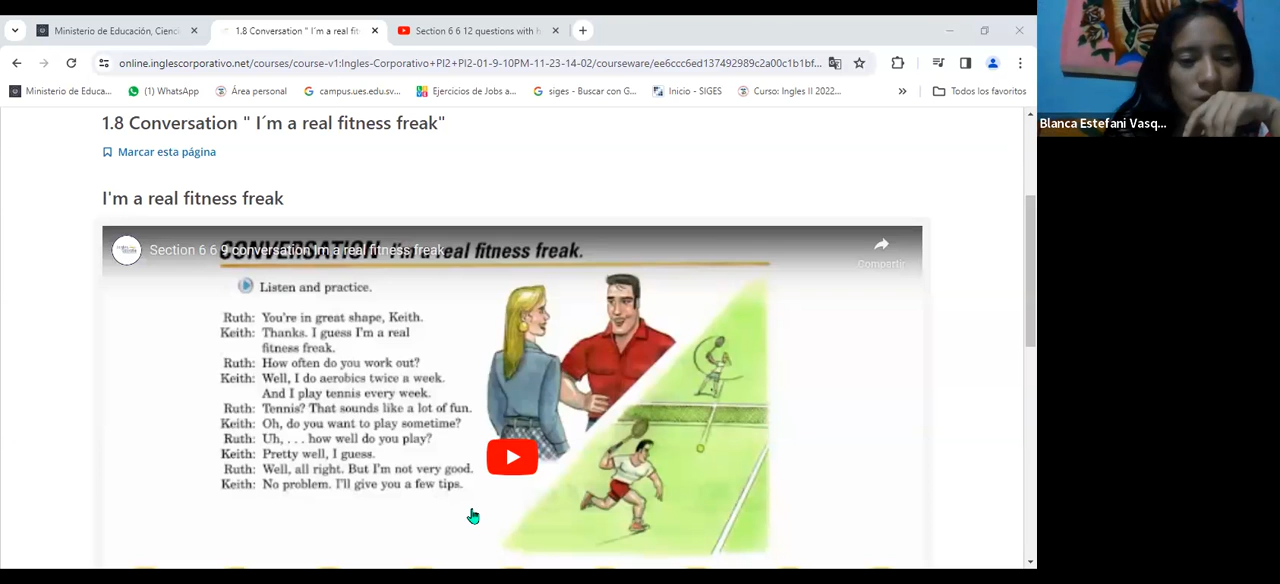 Ministerio de Educación, Cienci
1.8 Conversation " I´m a real fit
Section 6 6 12 questions with h
online.inglescorporativo.net/courses/course-v1:Ingles-Corporativo+PI2+PI2-01-9-10PM-11-23-14-02/courseware/ee6ccc6ed137492989c2a00c1b1bf...
Ministerio de Educa...
(1) WhatsApp
Área personal
campus.ues.edu.sv...
Ejercicios de Jobs a...
siges - Buscar con G...
Inicio - SIGES
Curso: Ingles II 2022...
Todos los favoritos
1.8 Conversation " I´m a real fitness freak"
Marcar esta página
I'm a real fitness freak
Section 6 6 9 conversation Im a real fitness freak
CONVERSATION I'm a real fitness freak.
Compartir
Listen and practice.
Ruth: You're in great shape, Keith.
Keith: Thanks. I guess I'm a real
fitness freak.
Ruth: How often do you work out?
Keith: Well, I do aerobics twice a week.
And I play tennis every week.
Ruth: Tennis? That sounds like a lot of fun.
Keith: Oh, do you want to play sometime?
Ruth: Uh, . . . how well do you play?
Keith: Pretty well, I guess.
Ruth: Well, all right. But I'm not very good.
Keith: No problem. I'll give you a few tips.
Blanca Estefani Vasq...